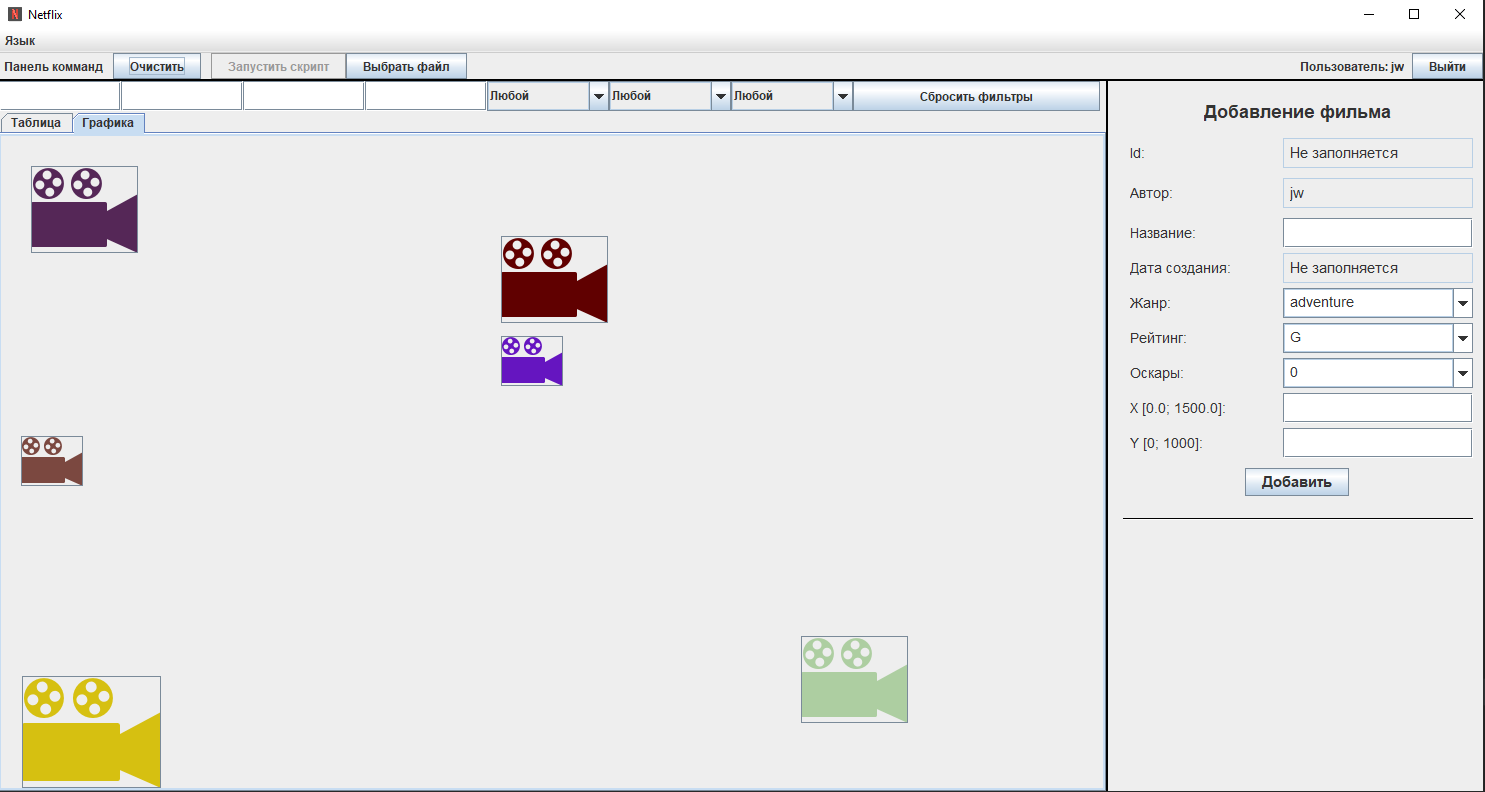 Netflix
Язык
Панель комманд Очистить Запустить скрипт Выбрать файл Пользователь: jw Выйти
Любой Любой Любой Сбросить фильтры
Таблица Графика
Добавление фильма
Id: Не заполняется
Автор: jw
Название:
Дата создания: Не заполняется
Жанр: adventure
Рейтинг: G
Оскары: 0
X [0.0; 1500.0]:
Y [0; 1000]:
Добавить